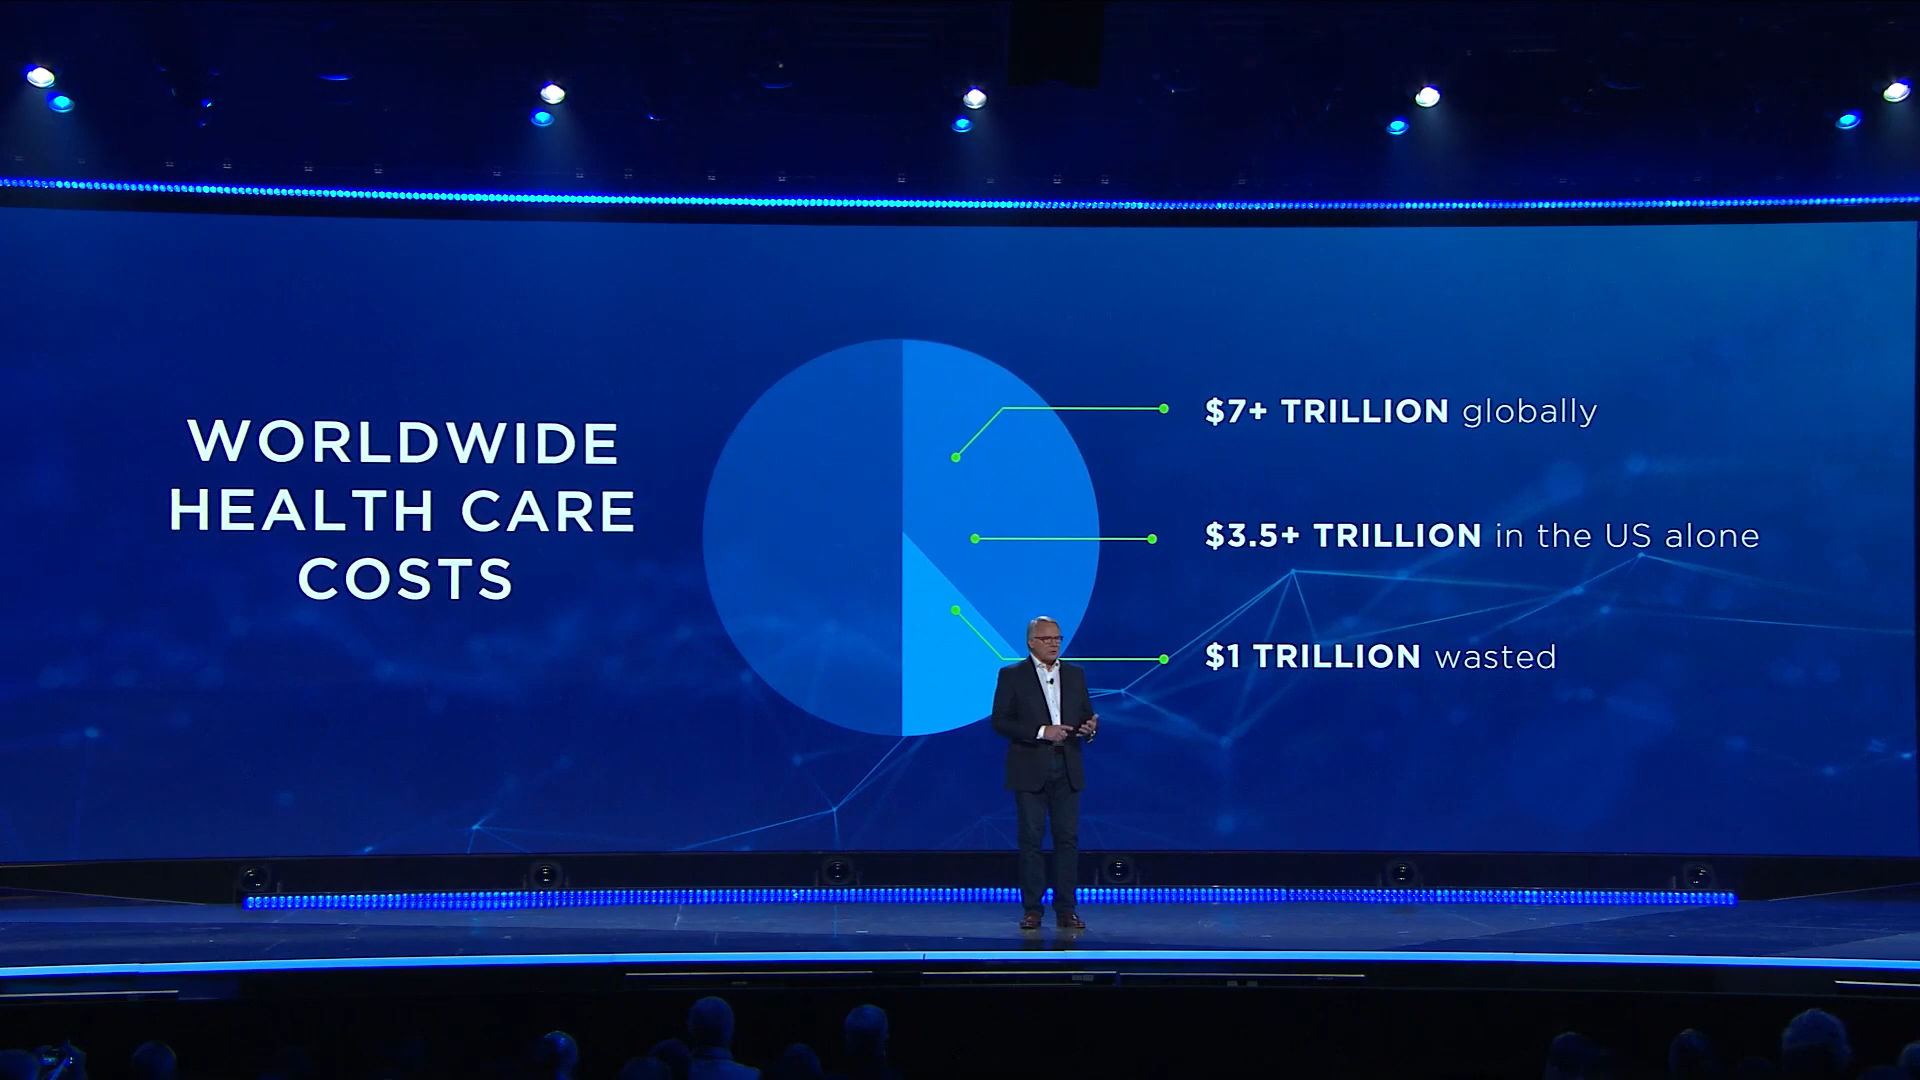 WORLDWIDE
HEALTH CARE
COSTS
$7+ TRILLION globally
$3.5+ TRILLION in the US alone
$1 TRILLION wasted